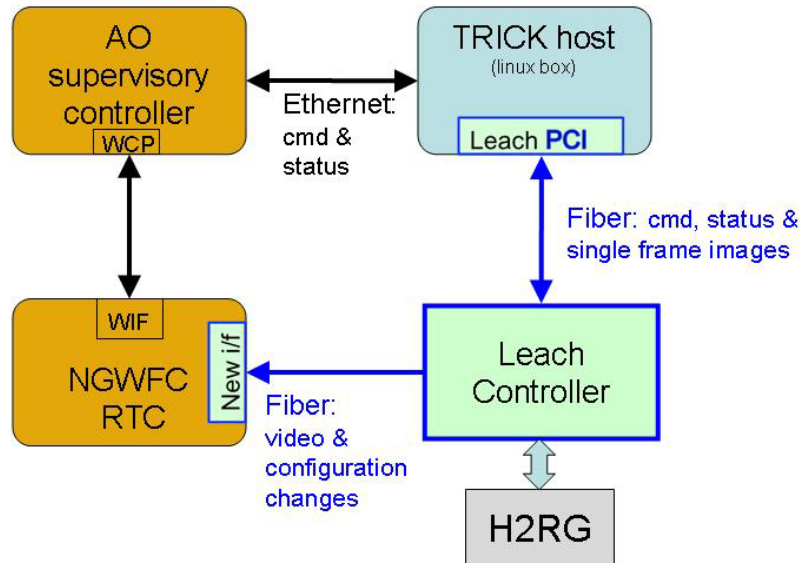 AO
supervisory
controller
WCP
TRICK host
(linux box)
Leach PCI
Ethernet:
cmd &
status
Fiber: cmd, status &
single frame images
WIF
NGWFC
RTC
New i/f
Fiber:
video &
configuration
changes
Leach
Controller
H2RG